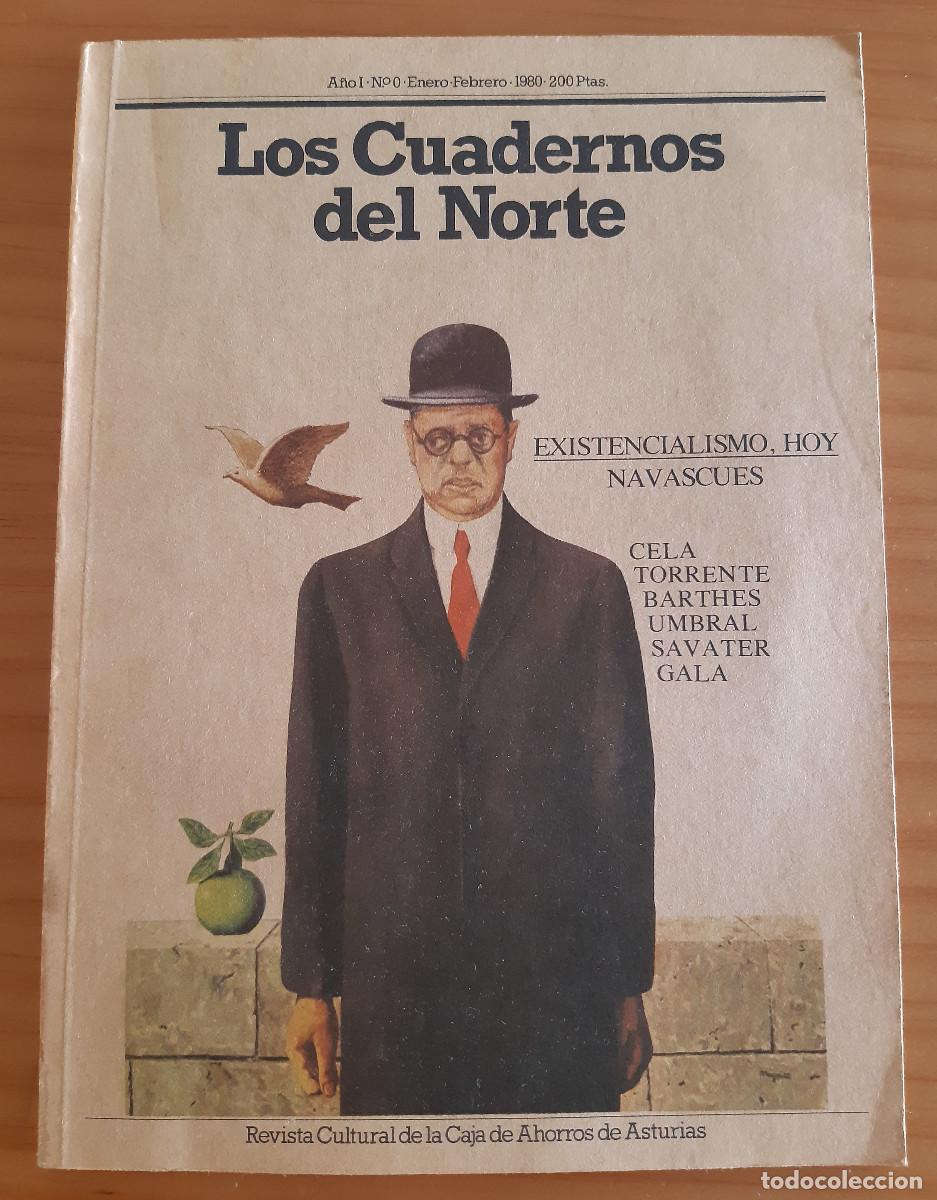 Año I · Nº 0 · Enero-Febrero · 1980 · 200 Ptas.
Los Cuadernos
del Norte
EXISTENCIALISMO, HOY
NAVASCUES
CELA
TORRENTE
BARTHES
UMBRAL
SAVATER
GALA
Revista Cultural de la Caja de Ahorros de Asturias
todocoleccion